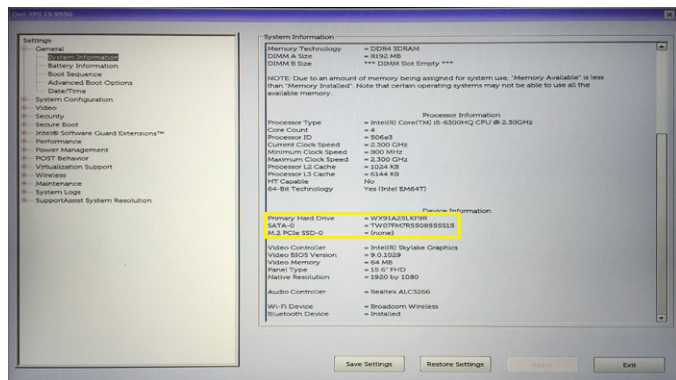 Dell XPS 15 9550
Settings
General
System Information
Battery Information
Boot Sequence
Advanced Boot Options
Date/Time
System Configuration
Video
Security
Secure Boot
Intel® Software Guard Extensions™
Performance
Power Management
POST Behavior
Virtualization Support
Wireless
Maintenance
System Logs
SupportAssist System Resolution
System Information
Memory Technology = DDR4 SDRAM
DIMM A Size = 8192 MB
DIMM B Size *** DIMM Slot Empty ***
NOTE: Due to an amount of memory being assigned for system use, "Memory Available" is less
than "Memory Installed". Note that certain operating systems may not be able to use all the
available memory.
Processor Information
Processor Type = Intel(R) Core(TM) i5-6300HQ CPU @ 2.30GHz
Core Count = 4
Processor ID = 506e3
Current Clock Speed = 2.300 GHz
Minimum Clock Speed = 800 MHz
Maximum Clock Speed = 2.300 GHz
Processor L2 Cache = 1024 KB
Processor L3 Cache = 6144 KB
HT Capable No
64-Bit Technology Yes (Intel EM64T)
Device Information
Primary Hard Drive =
SATA-0 =
M.2 PCIe SSD-0 = (none)
Video Controller = Intel(R) Skylake Graphics
Video BIOS Version = 9.0.1029
Video Memory = 64 MB
Panel Type = 15.6" FHD
Native Resolution = 1920 by 1080
Audio Controller = Realtek ALC3266
Wi-Fi Device = Broadcom Wireless
Bluetooth Device = Installed
Save Settings
Restore Settings
Apply
Exit